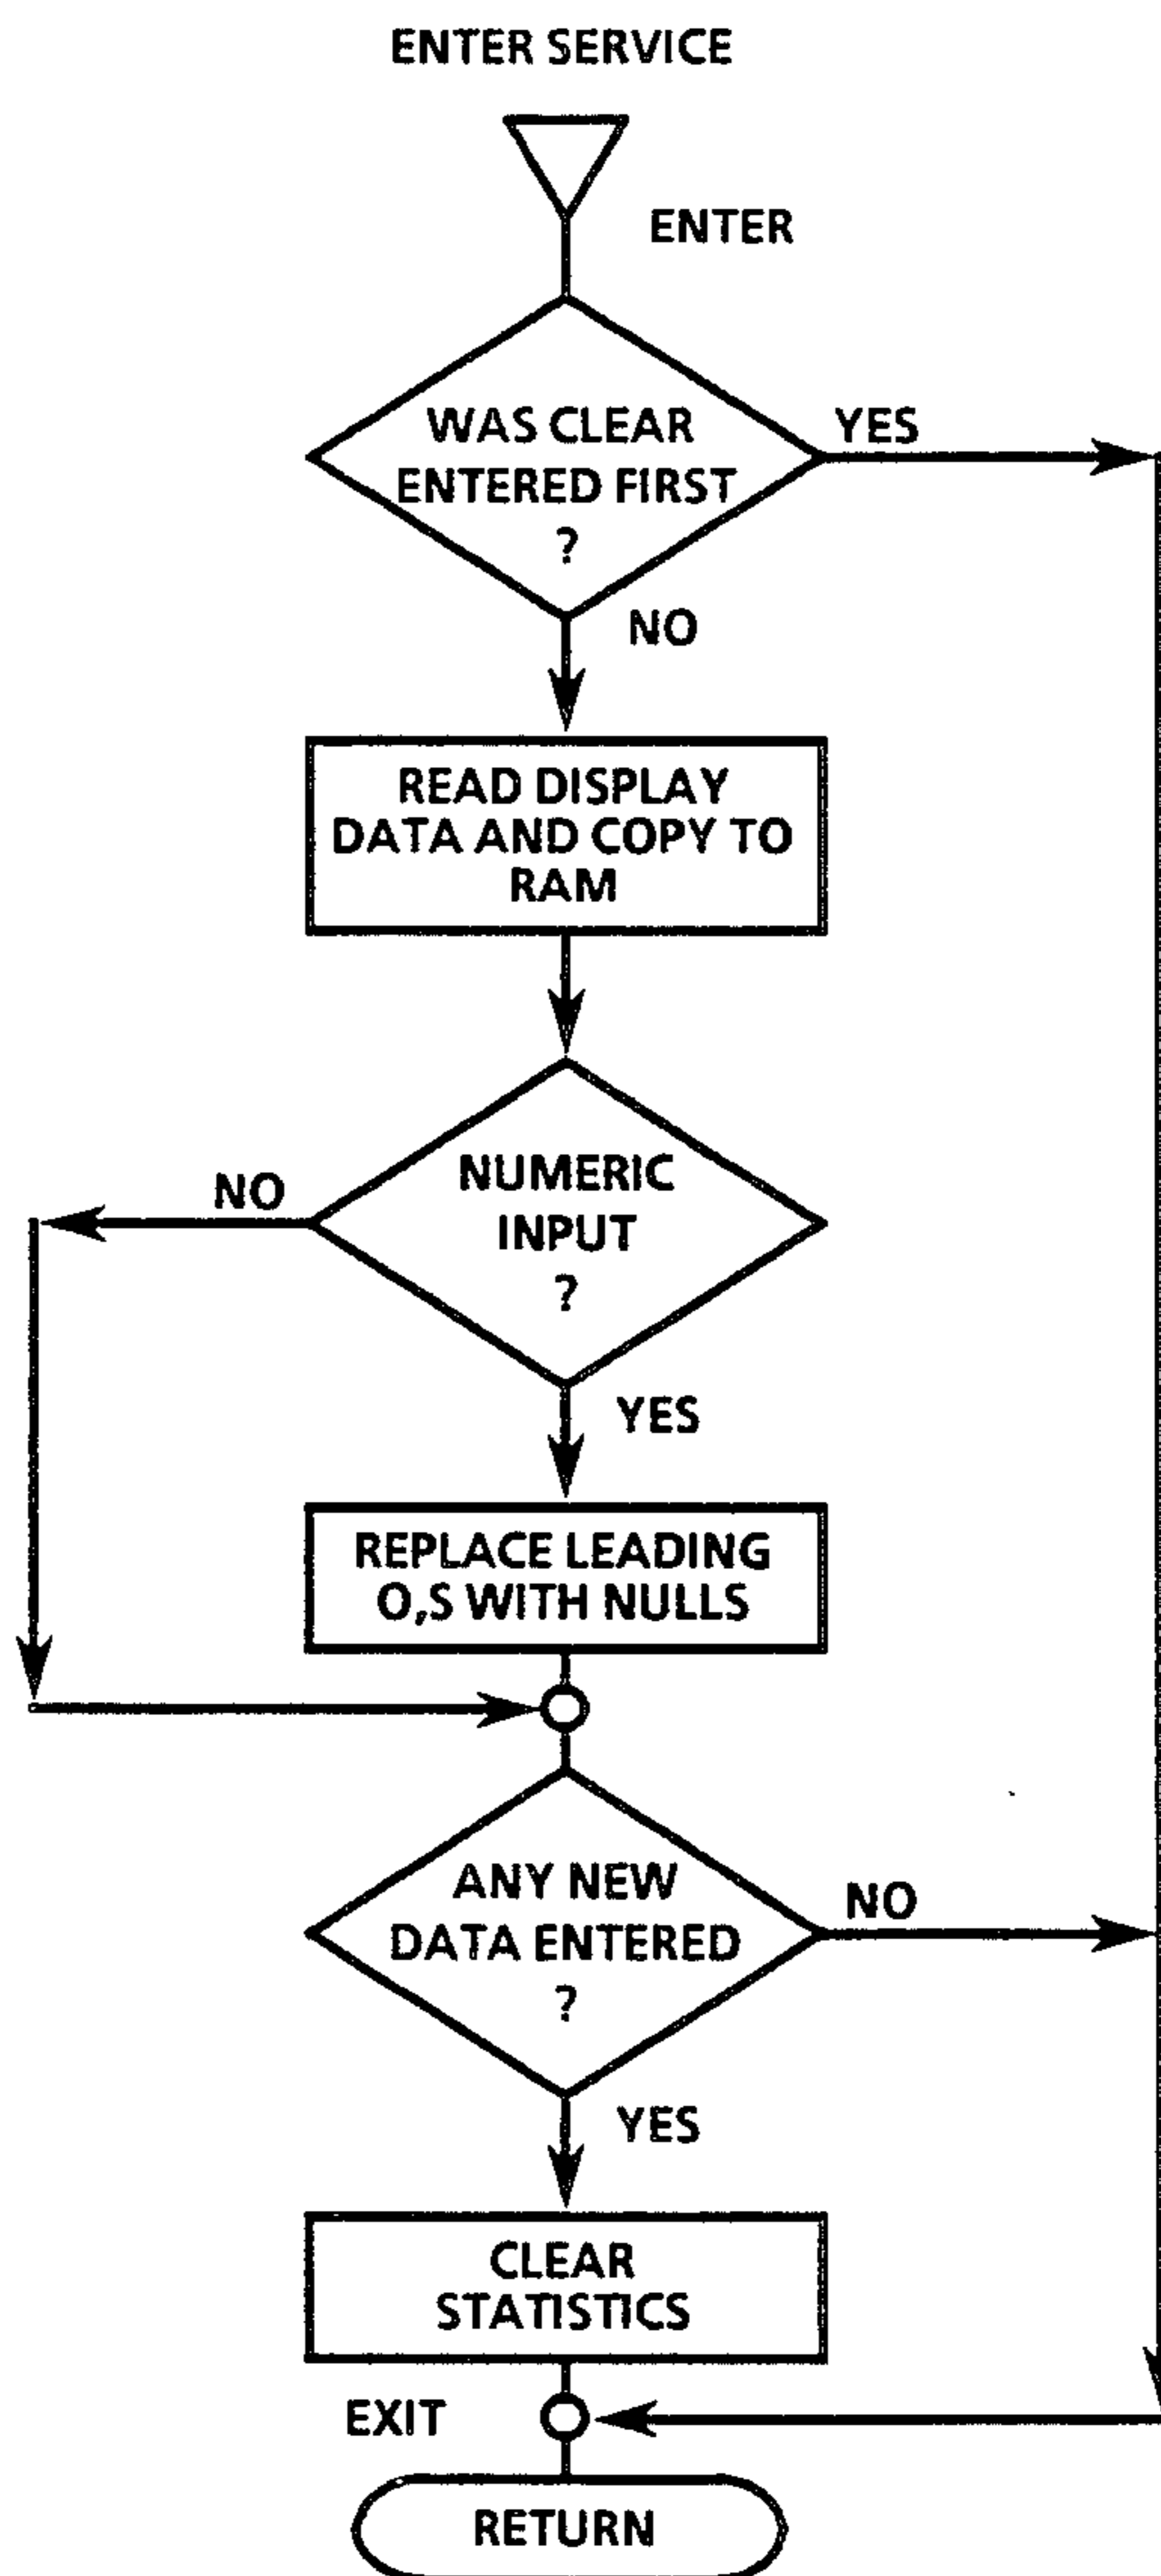 ENTER SERVICE
ENTER
WAS CLEAR
ENTERED FIRST
?
YES
NO
READ DISPLAY
DATA AND COPY TO
RAM
NUMERIC
INPUT
?
NO
YES
REPLACE LEADING
O,S WITH NULLS
ANY NEW
DATA ENTERED
?
NO
YES
CLEAR
STATISTICS
EXIT
RETURN